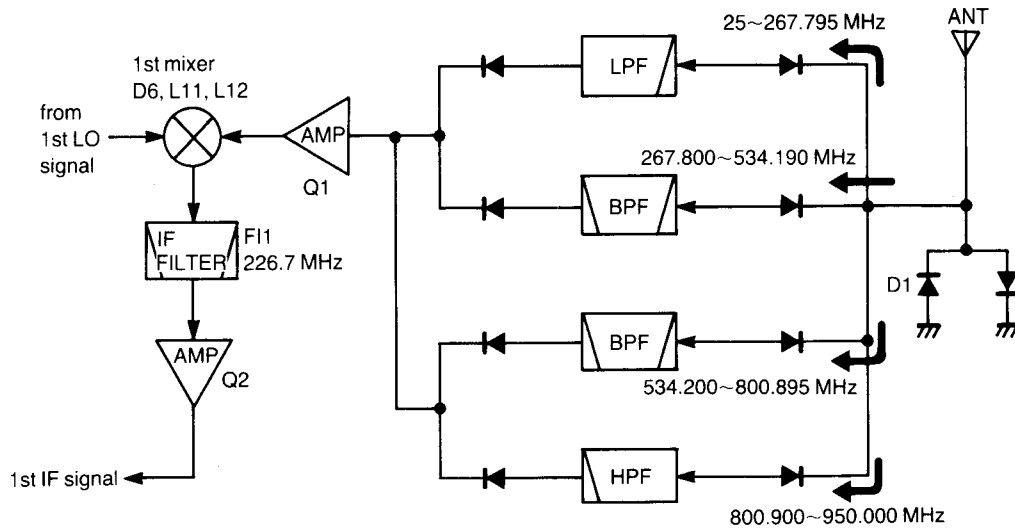 25~267.795 MHz
ANT
1st mixer
D6, L11, L12
LPF
from
1st LO
signal
AMP
Q1
267.800~534.190 MHz
BPF
IF
FILTER
FI1
226.7 MHz
D1
AMP
Q2
BPF
534.200~800.895 MHz
1st IF signal
HPF
800.900~950.000 MHz